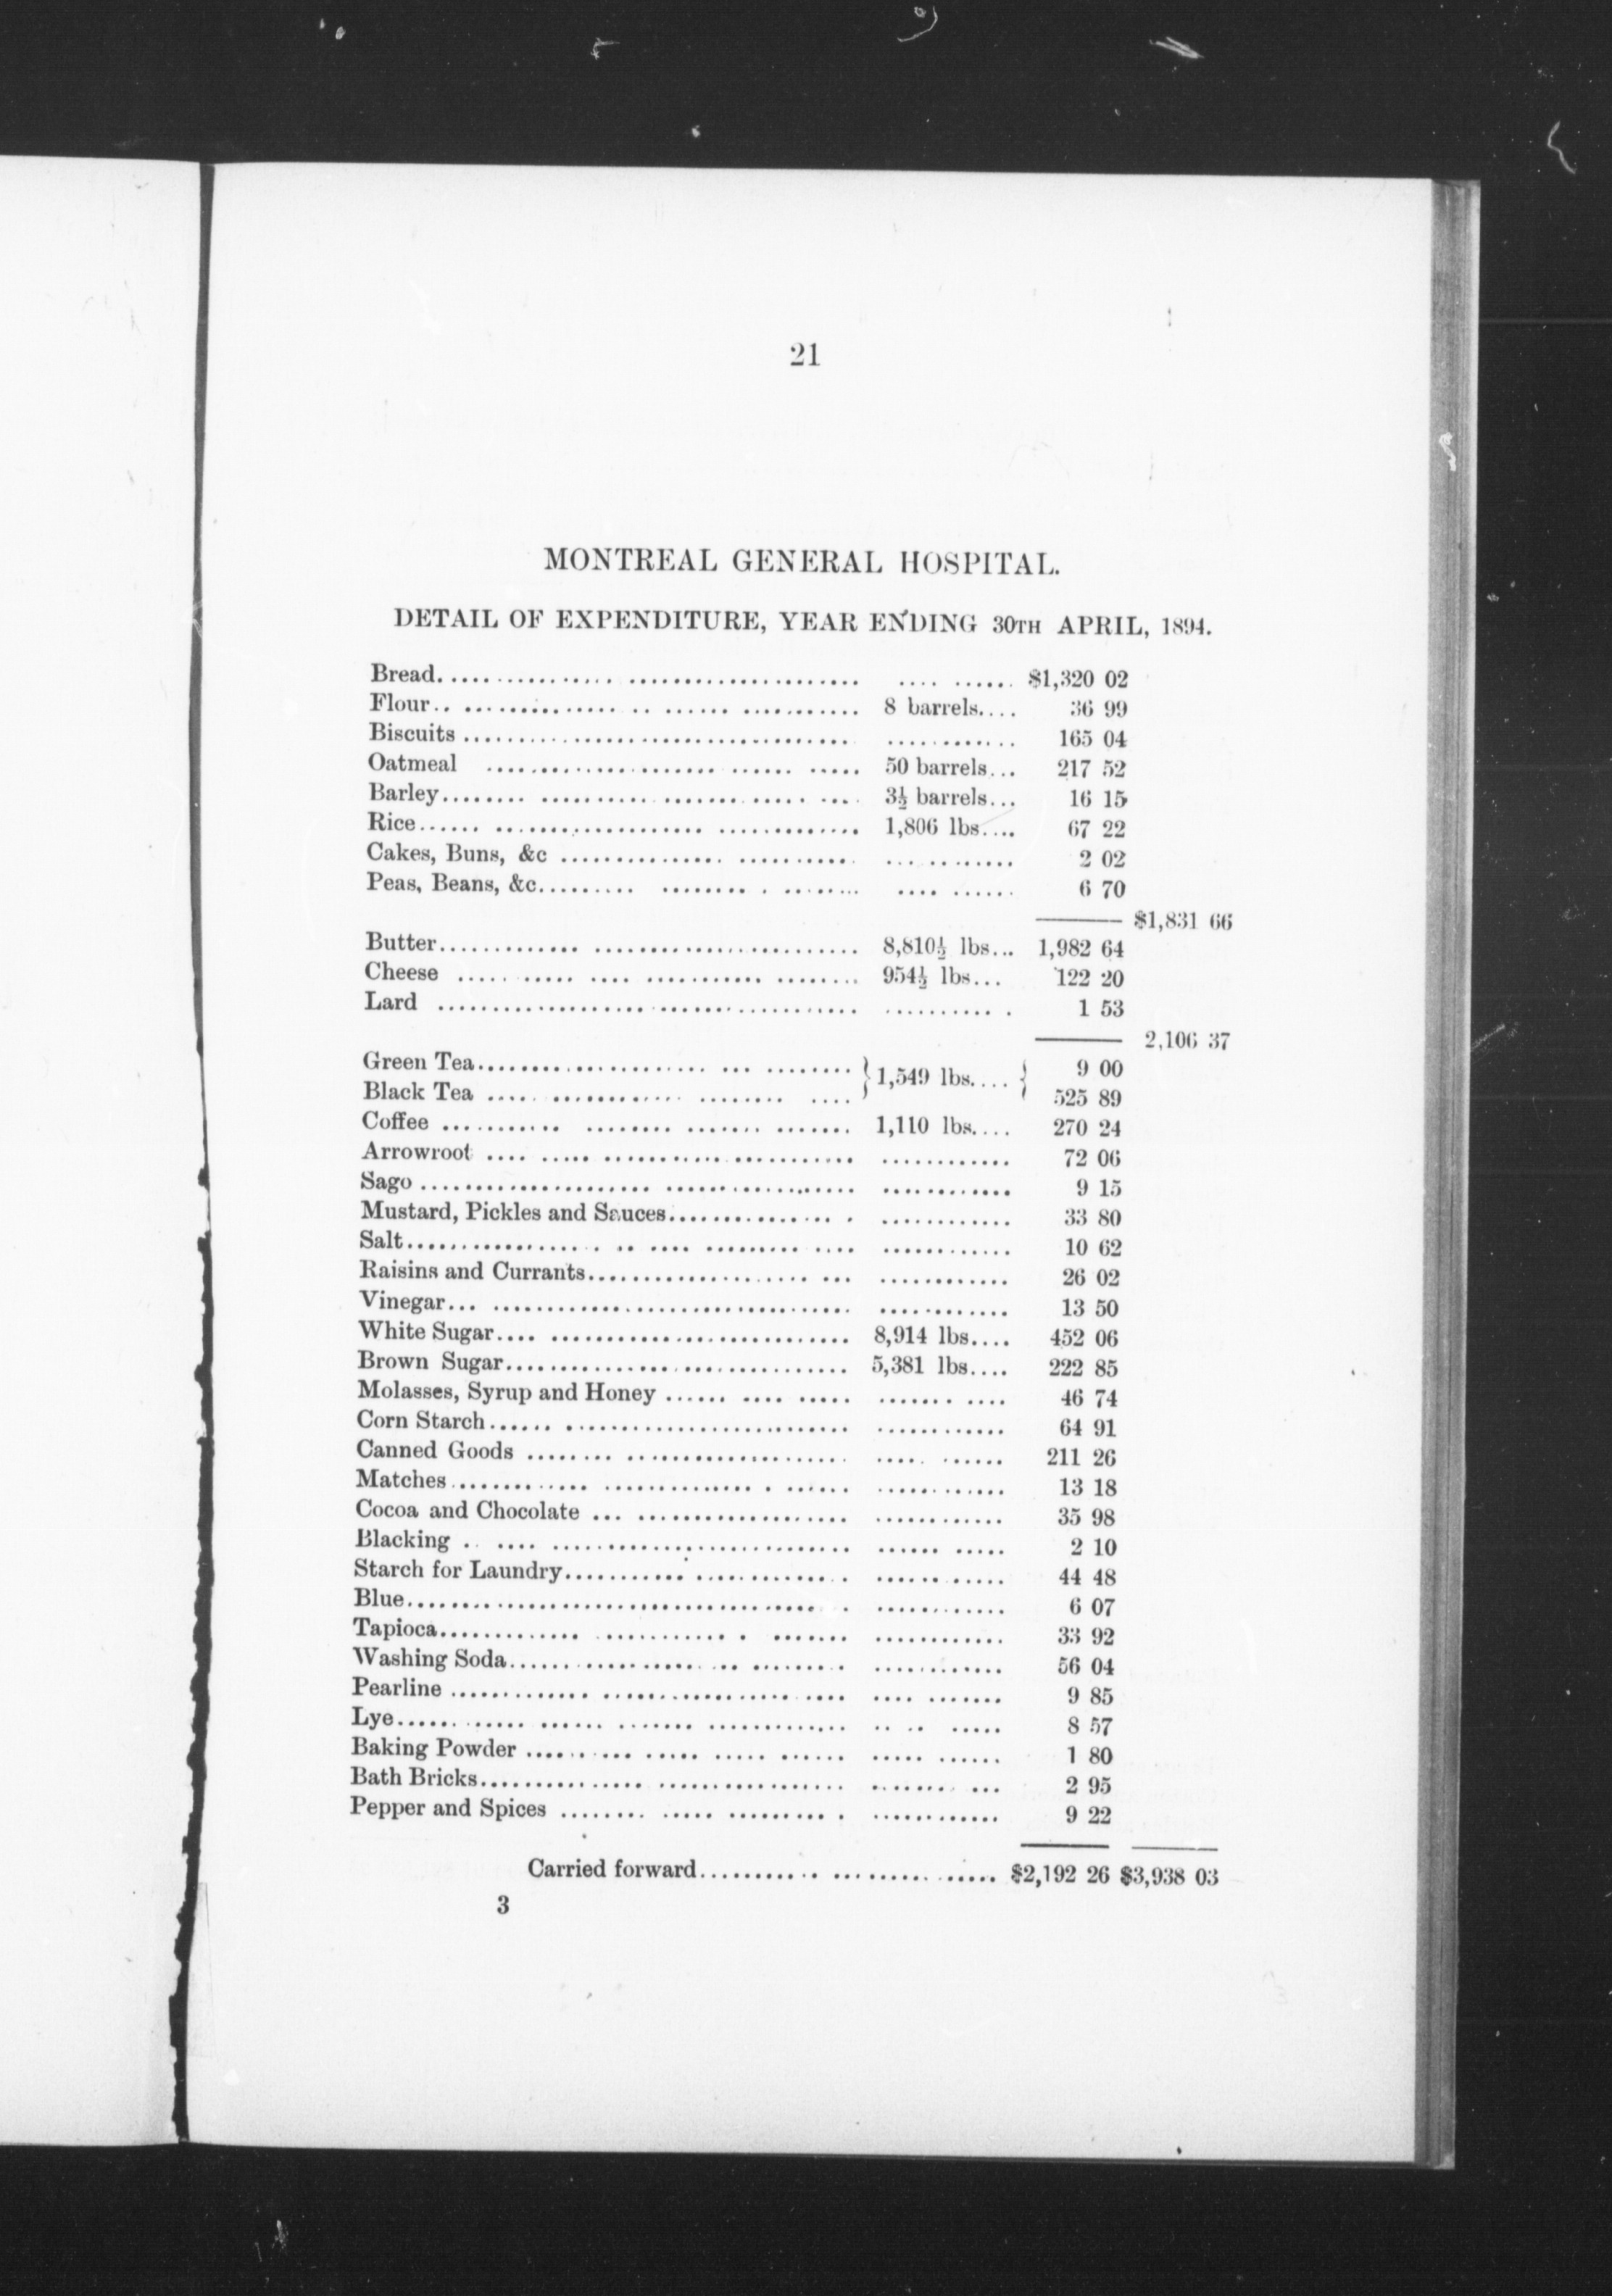 21
MONTREAL GENERAL HOSPITAL.
DETAIL OF EXPENDITURE, YEAR ENDING 30TH APRIL, 1894.
Bread.......... $1,320 02
Flour.......... 8 barrels.... 36 99
Biscuits .......... 165 04
Oatmeal .......... 50 barrels... 217 52
Barley.......... 3½ barrels... 16 15
Rice.......... 1,806 lbs.... 67 22
Cakes, Buns, &c .......... 2 02
Peas, Beans, &c.......... 6 70
$1,831 66
Butter.......... 8,810½ lbs... 1,982 64
Cheese .......... 954½ lbs... 122 20
Lard .......... 1 53
2,106 37
Green Tea.......... } 1,549 lbs.... { 9 00
Black Tea .......... 525 89
Coffee .......... 1,110 lbs.... 270 24
Arrowroot .......... 72 06
Sago .......... 9 15
Mustard, Pickles and Sauces.......... 33 80
Salt.......... 10 62
Raisins and Currants.......... 26 02
Vinegar.......... 13 50
White Sugar.......... 8,914 lbs.... 452 06
Brown Sugar.......... 5,381 lbs.... 222 85
Molasses, Syrup and Honey .......... 46 74
Corn Starch.......... 64 91
Canned Goods .......... 211 26
Matches.......... 13 18
Cocoa and Chocolate .......... 35 98
Blacking .......... 2 10
Starch for Laundry.......... 44 48
Blue.......... 6 07
Tapioca.......... 33 92
Washing Soda.......... 56 04
Pearline .......... 9 85
Lye.......... 8 57
Baking Powder .......... 1 80
Bath Bricks.......... 2 95
Pepper and Spices .......... 9 22
Carried forward.......... $2,192 26 $3,938 03
3